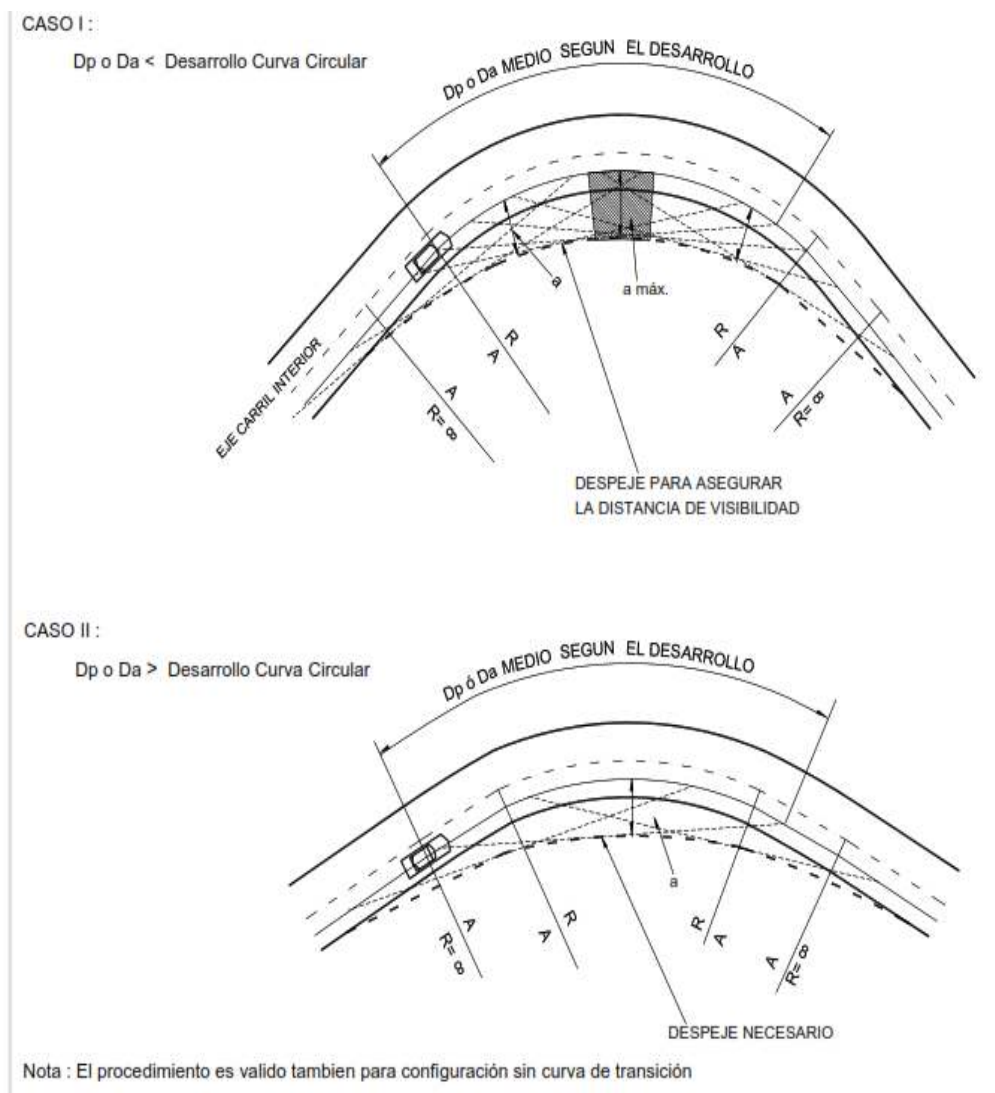 CASO I :
Dp o Da < Desarrollo Curva Circular
Dp o Da MEDIO SEGUN EL DESARROLLO
a
a máx.
R
A
R
A
A
R= ∞
A
R= ∞
EJE CARRIL INTERIOR
DESPEJE PARA ASEGURAR
LA DISTANCIA DE VISIBILIDAD
CASO II :
Dp o Da > Desarrollo Curva Circular
Dp ó Da MEDIO SEGUN EL DESARROLLO
a
A
R= ∞
R
A
R
A
A
R= ∞
DESPEJE NECESARIO
Nota : El procedimiento es valido tambien para configuración sin curva de transición